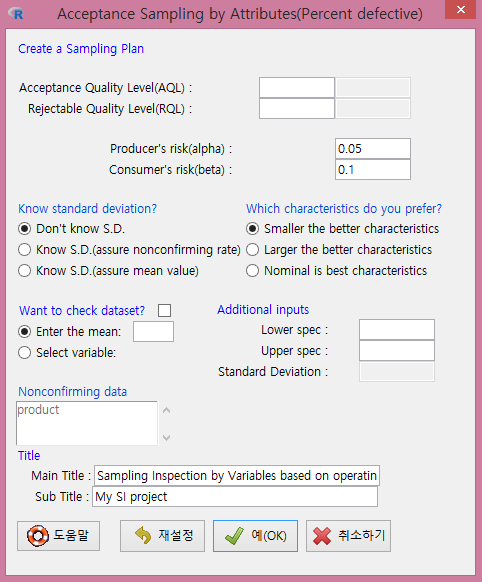 Acceptance Sampling by Attributes(Percent defective)
Create a Sampling Plan
Acceptance Quality Level(AQL) :
Rejectable Quality Level(RQL) :
Producer's risk(alpha) : 0.05
Consumer's risk(beta) : 0.1
Know standard deviation?
Don't know S.D.
Know S.D.(assure nonconfirming rate)
Know S.D.(assure mean value)
Which characteristics do you prefer?
Smaller the better characteristics
Larger the better characteristics
Nominal is best characteristics
Want to check dataset?
Enter the mean:
Select variable:
Additional inputs
Lower spec :
Upper spec :
Standard Deviation :
Nonconfirming data
product
Title
Main Title : Sampling Inspection by Variables based on operatin
Sub Title : My SI project
도움말 재설정 예(OK) 취소하기